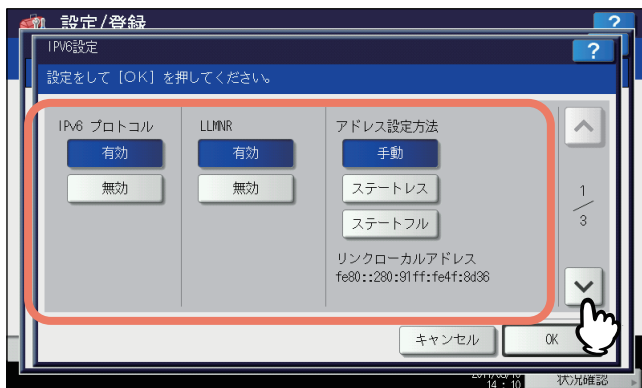 設定/登録
?
IPV6設定
?
設定をして [OK] を押してください。
IPv6 プロトコル
有効
無効
LLMNR
有効
無効
アドレス設定方法
手動
ステートレス
ステートフル
リンクローカルアドレス
fe80::280:91ff:fe4f:8d36
1
/
3
キャンセル
OK
14 : 10
状況確認